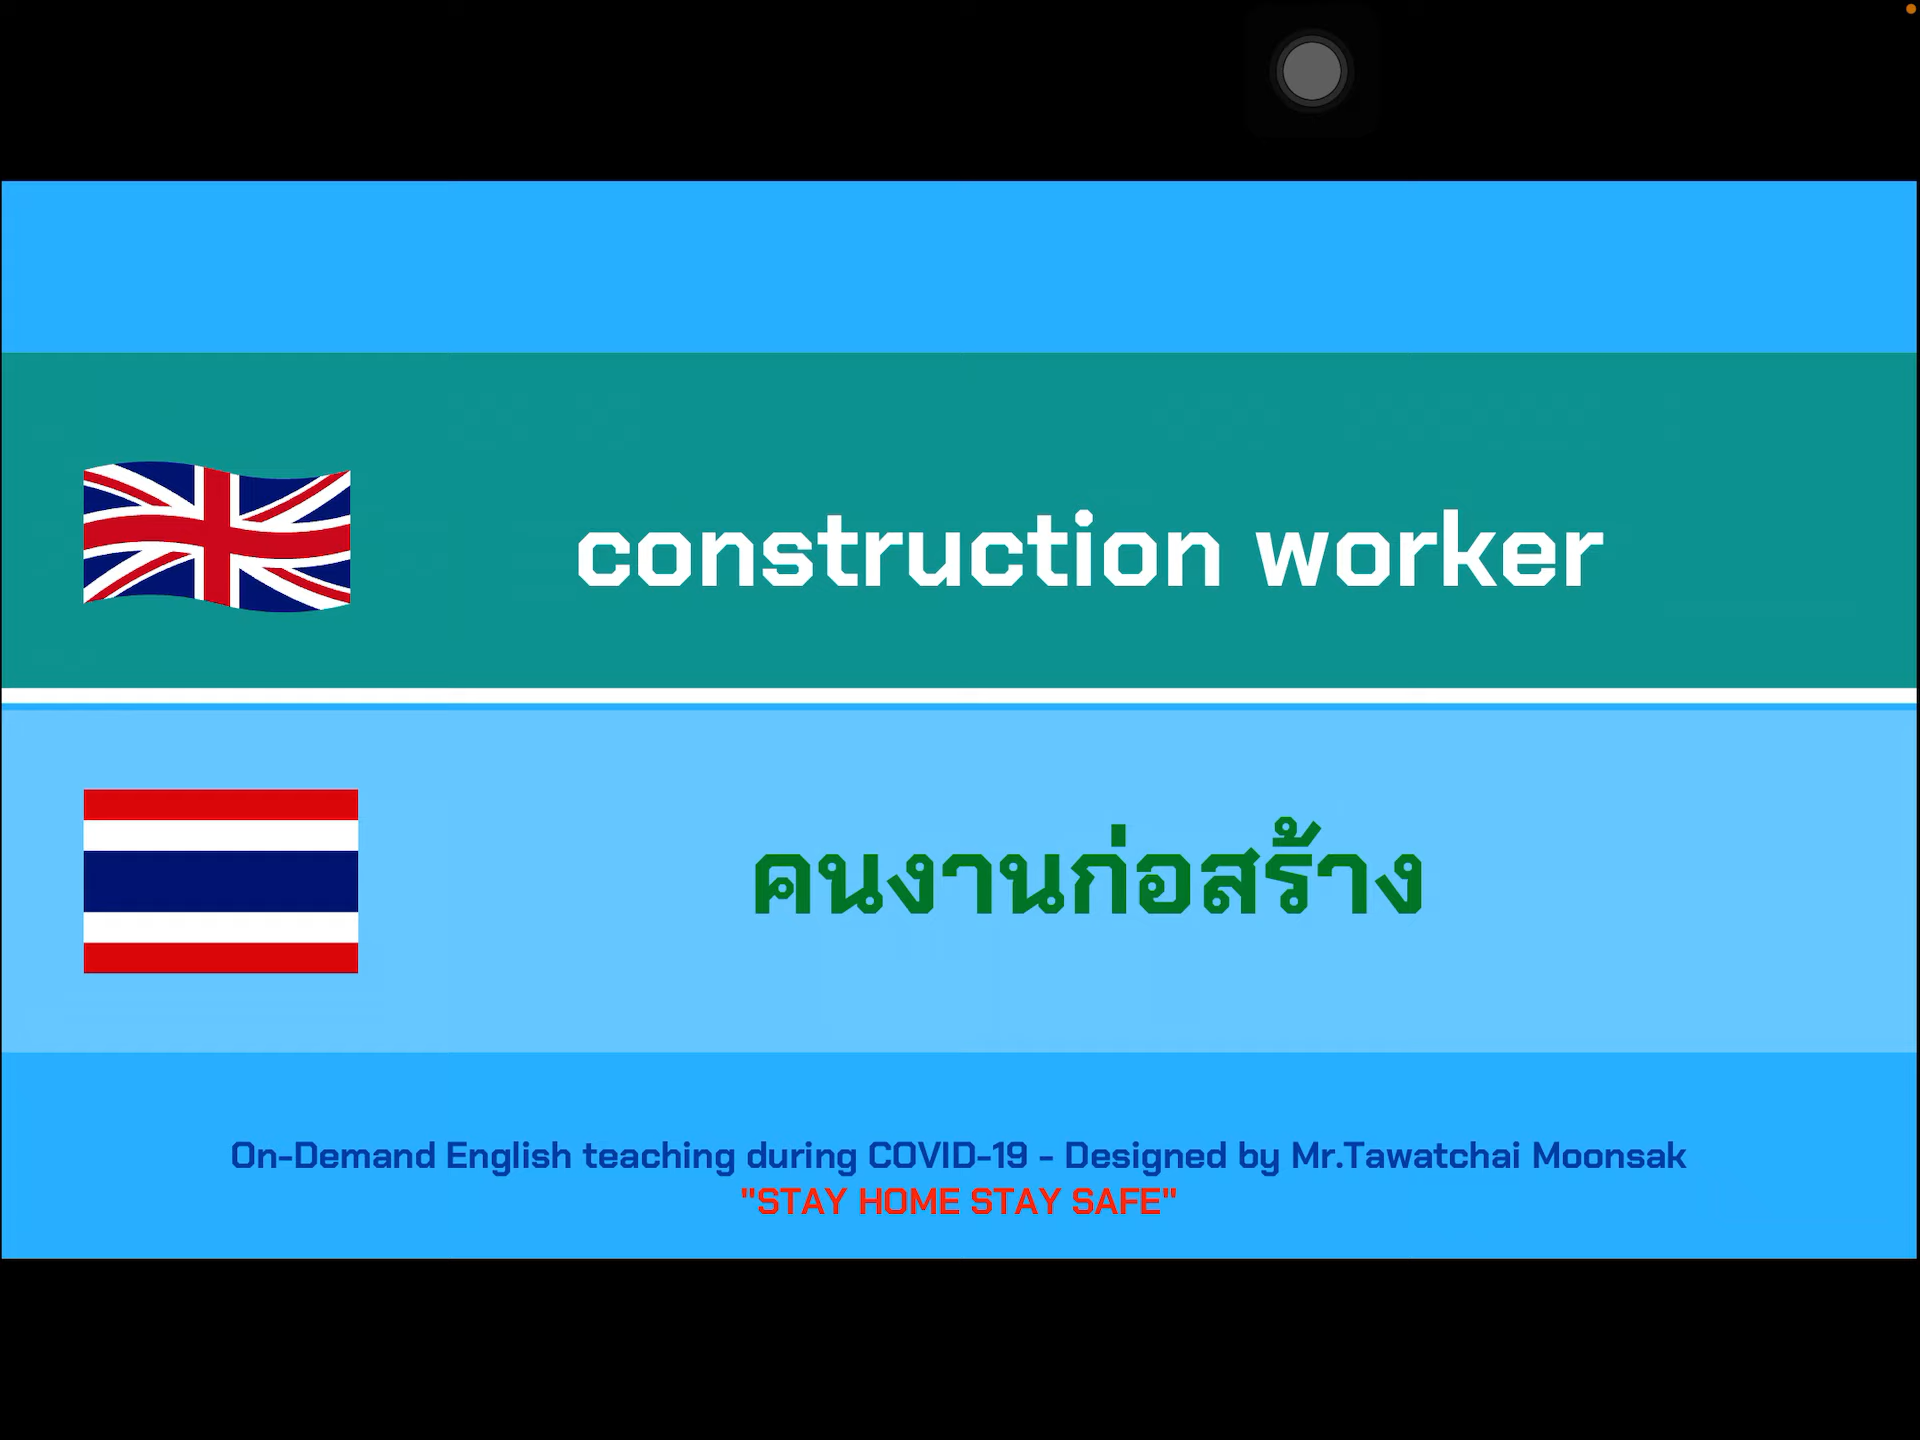 construction worker
คนงานก่อสร้าง
On-Demand English teaching during COVID-19 - Designed by Mr.Tawatchai Moonsak
"STAY HOME STAY SAFE"